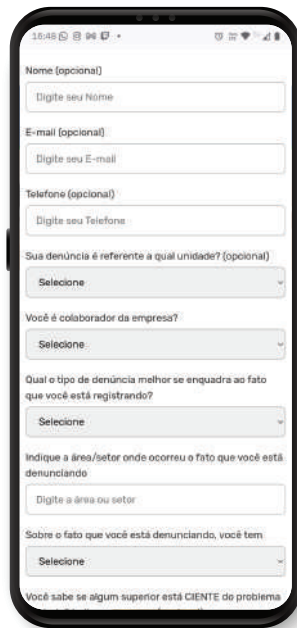 16:48
Nome (opcional)
Digite seu Nome
E-mail (opcional)
Digite seu E-mail
Telefone (opcional)
Digite seu Telefone
Sua denúncia é referente a qual unidade? (opcional)
Selecione
Você é colaborador da empresa?
Selecione
Qual o tipo de denúncia melhor se enquadra ao fato
que você está registrando?
Selecione
Indique a área/setor onde ocorreu o fato que você está
denunciando
Digite a área ou setor
Sobre o fato que você está denunciando, você tem
Selecione
Você sabe se algum superior está CIENTE do problema